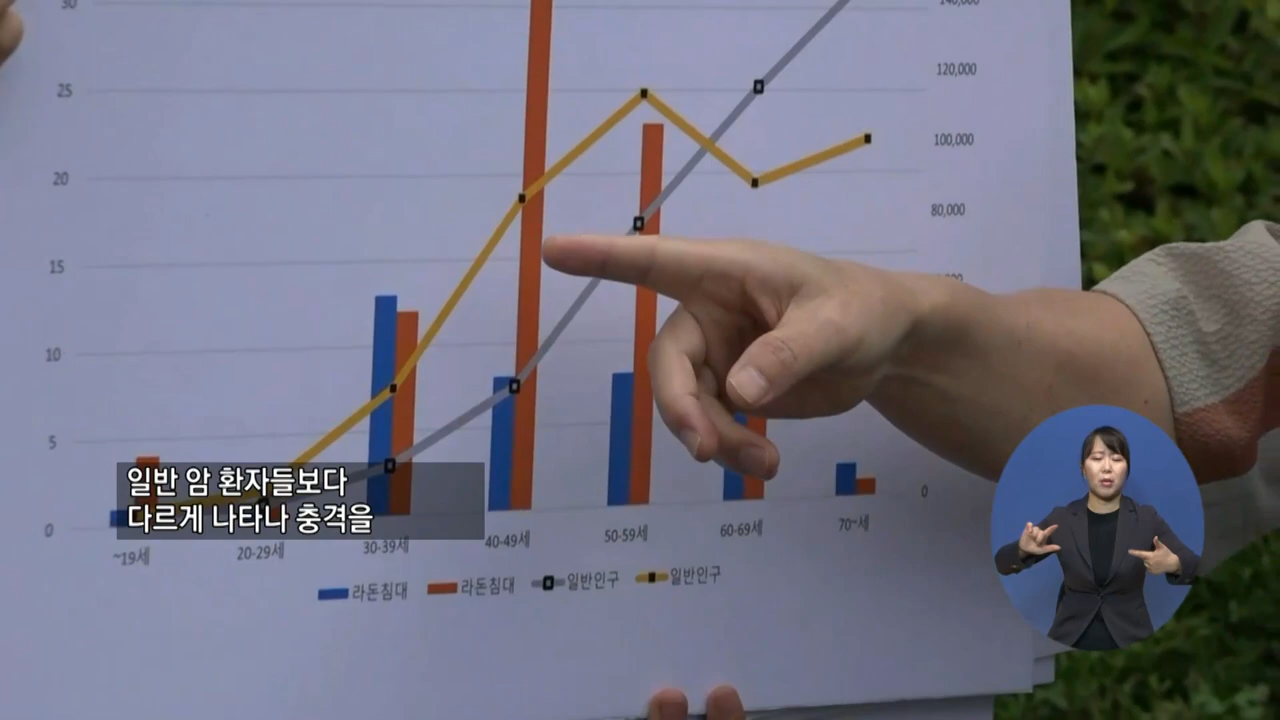 30
25
20
15
10
5
0
140,000
120,000
100,000
80,000
0
~19세
20-29세
30-39세
40-49세
50-59세
60-69세
70~세
라돈침대
라돈침대
일반인구
일반인구
일반 암 환자들보다
다르게 나타나 충격을